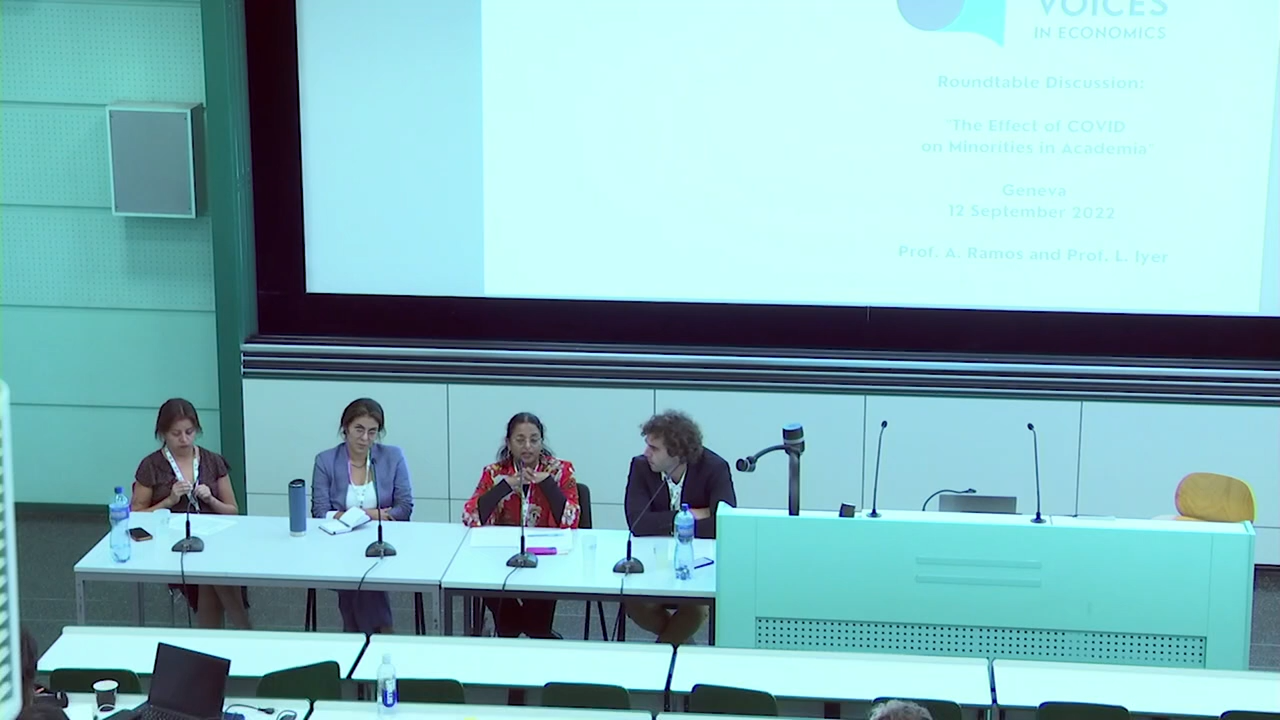 VOICES
IN ECONOMICS
Roundtable Discussion:
"The Effect of COVID
on Minorities in Academia"
Geneva
12 September 2022
Prof. A. Ramos and Prof. L. Iyer